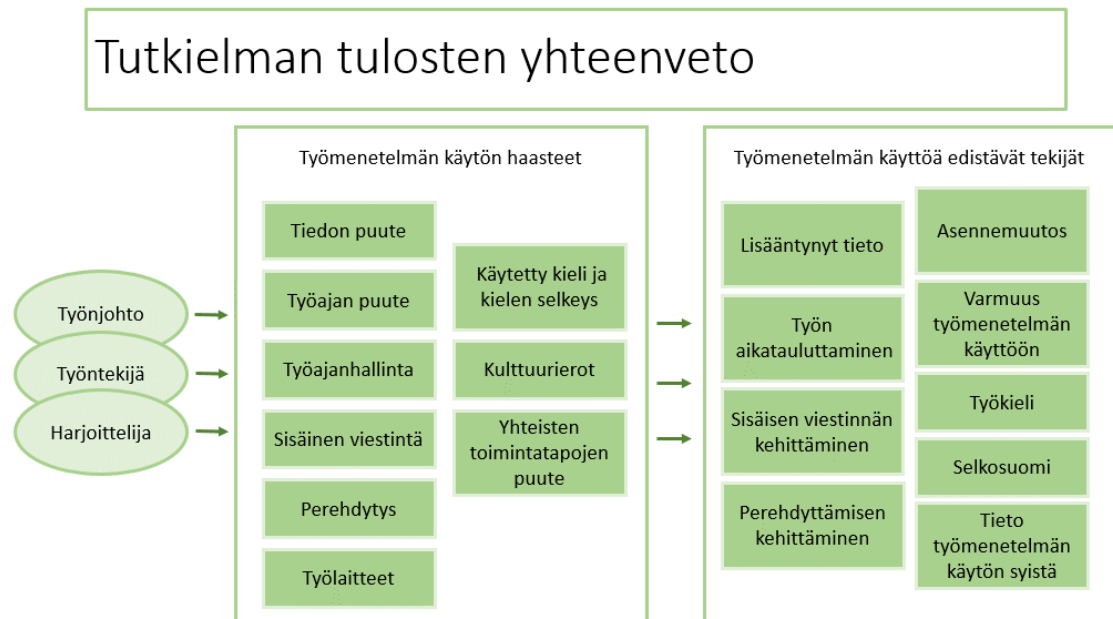 Tutkielman tulosten yhteenveto
Työnjohto
Työntekijä
Harjoittelija
Työmenetelmän käytön haasteet
Tiedon puute
Työajan puute
Työajanhallinta
Sisäinen viestintä
Perehdytys
Työlaitteet
Käytetty kieli ja
kielen selkeys
Kulttuurierot
Yhteisten
toimintatapojen
puute
Työmenetelmän käyttöä edistävät tekijät
Lisääntynyt tieto
Työn
aikatauluttaminen
Sisäisen viestinnän
kehittäminen
Perehdyttämisen
kehittäminen
Asennemuutos
Varmuus
työmenetelmän
käyttöön
Työkieli
Selkosuomi
Tieto
työmenetelmän
käytön syistä